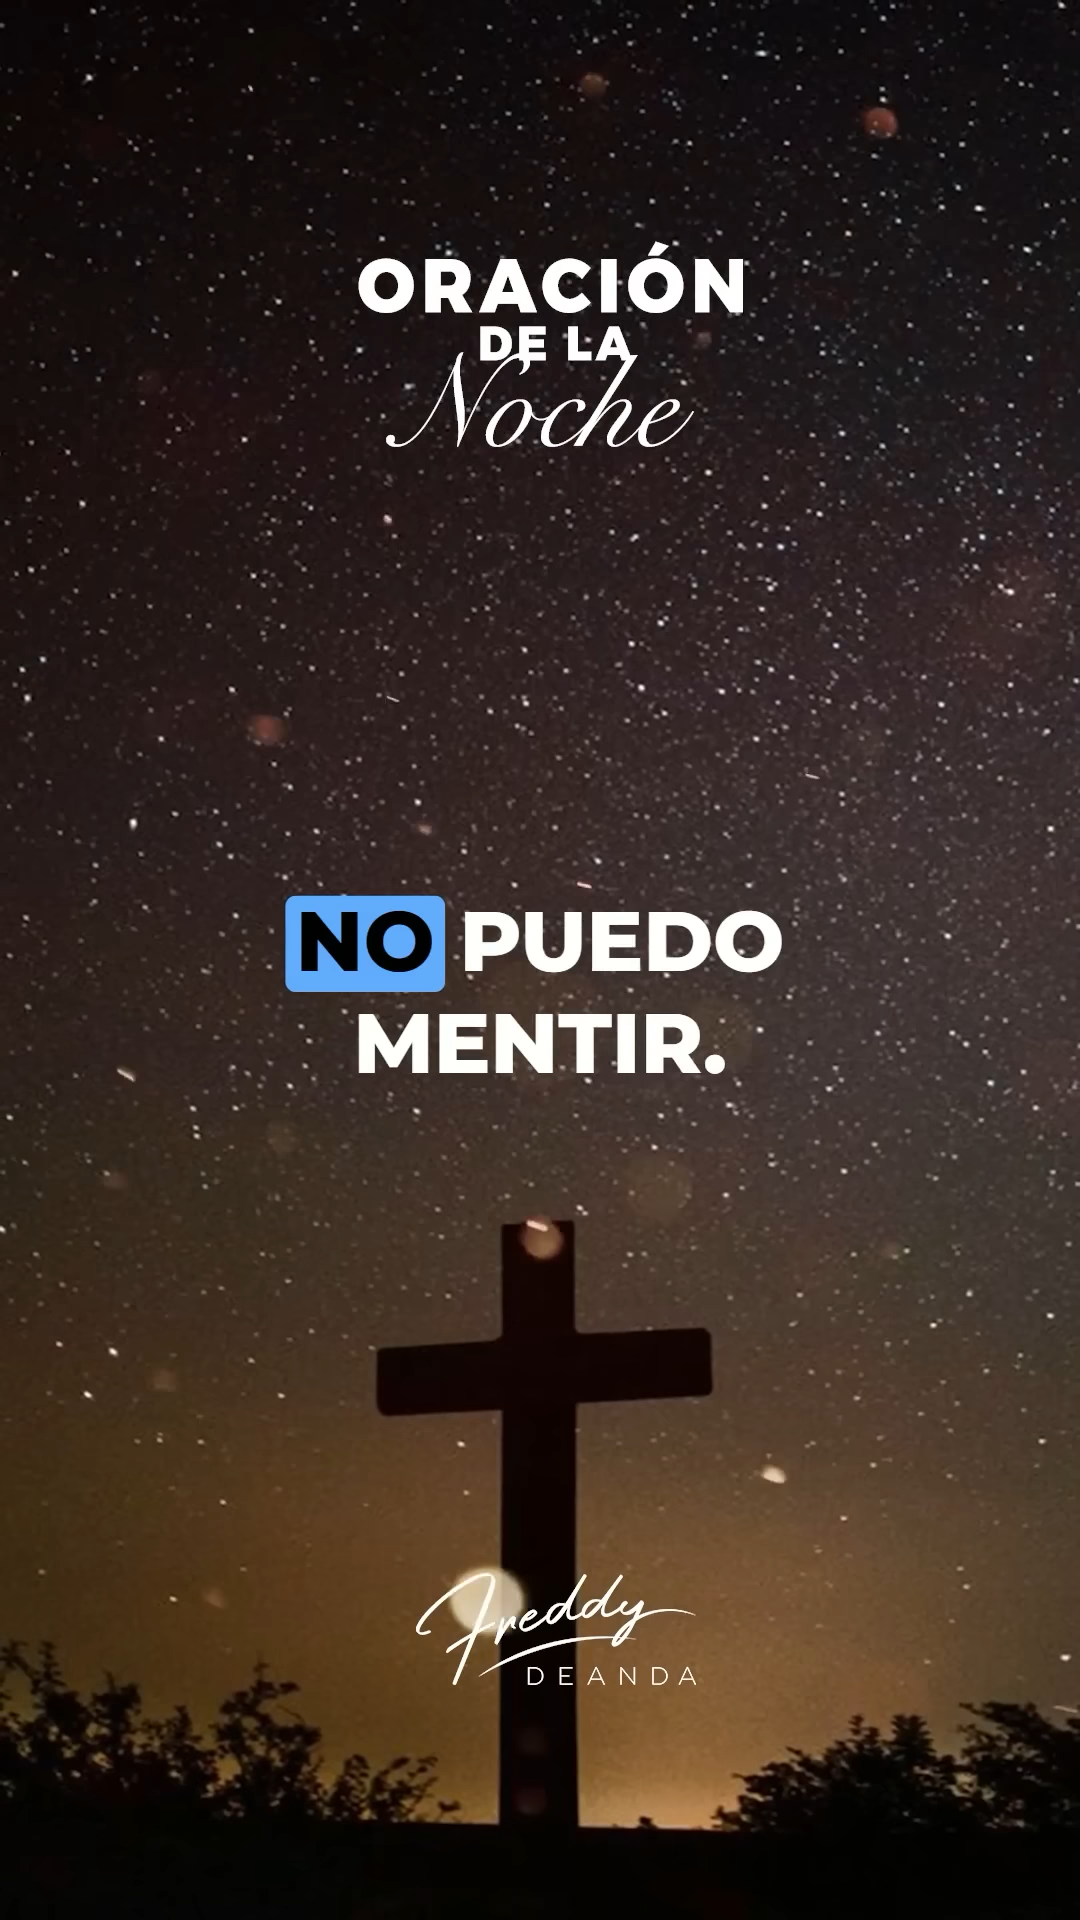 ORACIÓN
DE LA
Noche
NO PUEDO
MENTIR.
Freddy
DEANDA